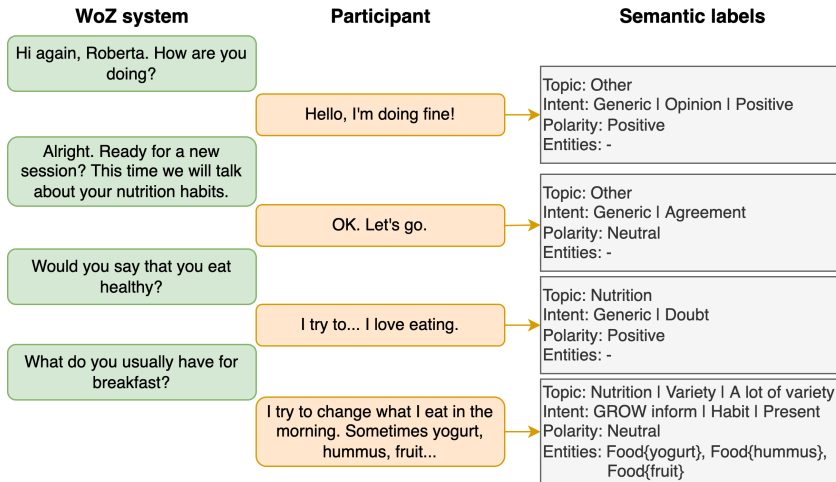 WoZ system
Participant
Semantic labels
Hi again, Roberta. How are you
doing?
Hello, I'm doing fine!
Topic: Other
Intent: Generic | Opinion | Positive
Polarity: Positive
Entities: -
Alright. Ready for a new
session? This time we will talk
about your nutrition habits.
OK. Let's go.
Topic: Other
Intent: Generic | Agreement
Polarity: Neutral
Entities: -
Would you say that you eat
healthy?
I try to... I love eating.
Topic: Nutrition
Intent: Generic | Doubt
Polarity: Positive
Entities: -
What do you usually have for
breakfast?
I try to change what I eat in the
morning. Sometimes yogurt,
hummus, fruit...
Topic: Nutrition | Variety | A lot of variety
Intent: GROW inform | Habit | Present
Polarity: Neutral
Entities: Food{yogurt}, Food{hummus},
Food{fruit}